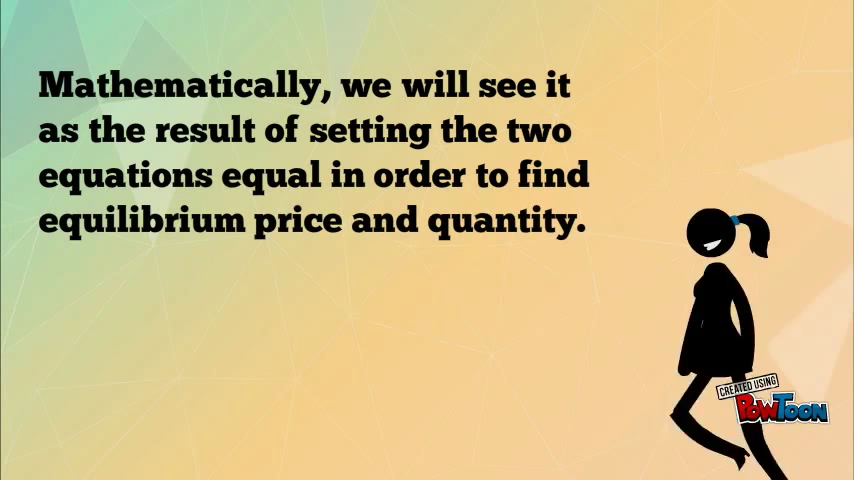 Mathematically, we will see it
as the result of setting the two
equations equal in order to find
equilibrium price and quantity.
CREATED USING
POWTOON